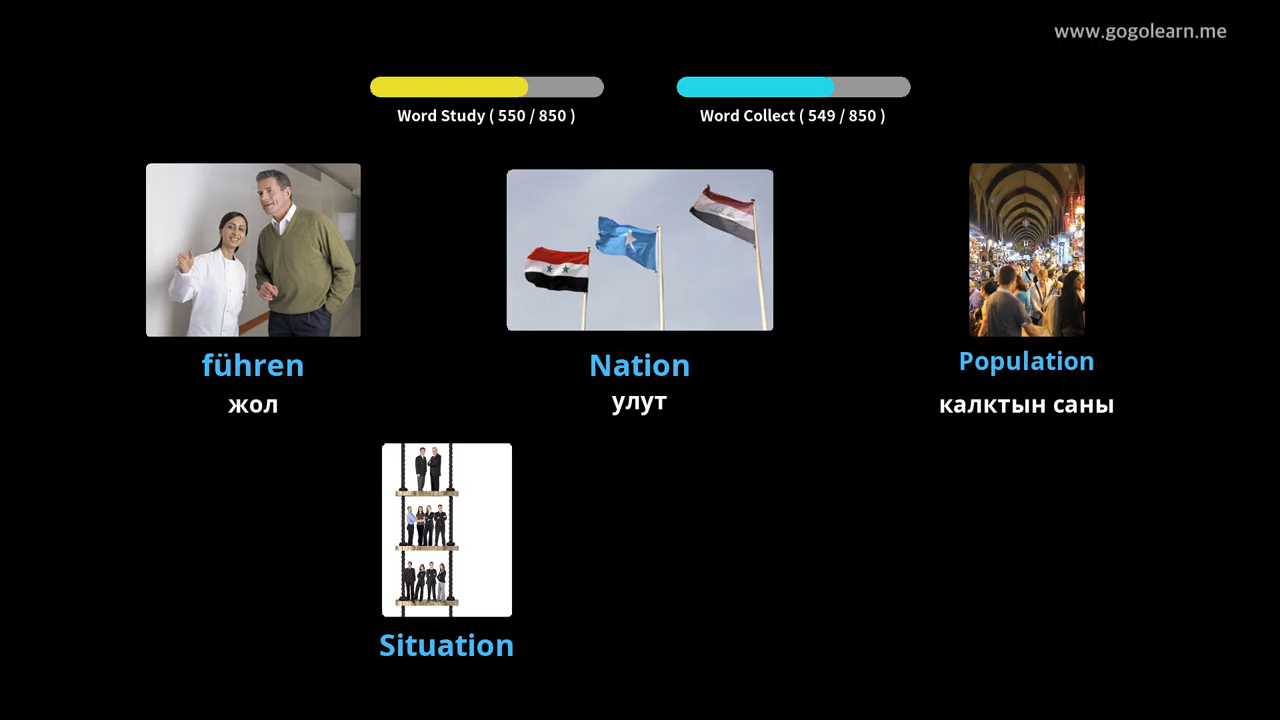 www.gogolearn.me
Word Study ( 550 / 850 )
Word Collect ( 549 / 850 )
führen
жол
Nation
улут
Population
калктын саны
Situation